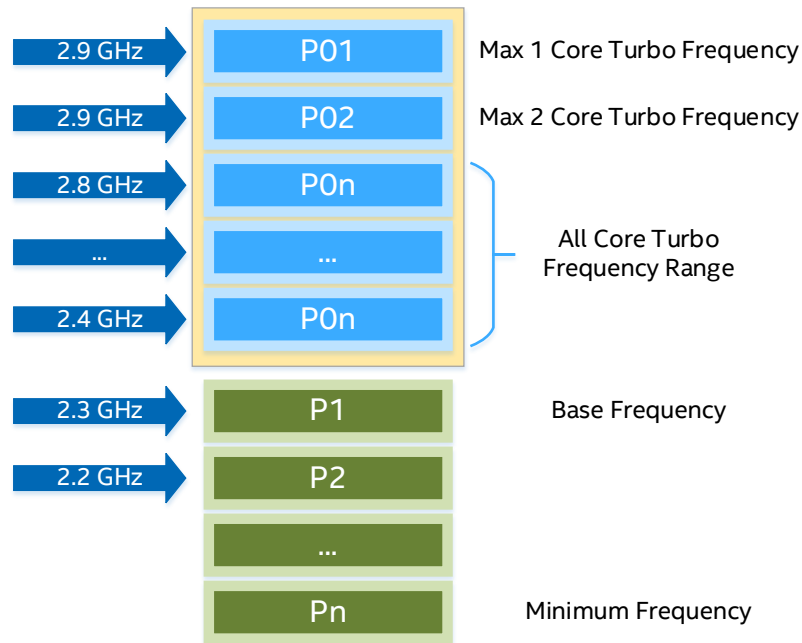 2.9 GHz P01 Max 1 Core Turbo Frequency
2.9 GHz P02 Max 2 Core Turbo Frequency
2.8 GHz P0n
... ... All Core Turbo
Frequency Range
2.4 GHz P0n
2.3 GHz P1 Base Frequency
2.2 GHz P2
...
Pn Minimum Frequency